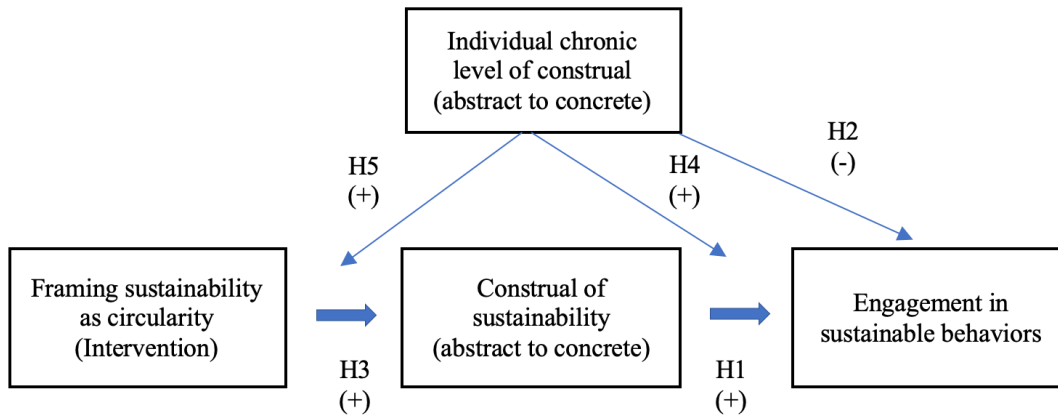 Individual chronic
level of construal
(abstract to concrete)
H2
(-)
H5
(+)
H4
(+)
Framing sustainability
as circularity
(Intervention)
Construal of
sustainability
(abstract to concrete)
Engagement in
sustainable behaviors
H3
(+)
H1
(+)